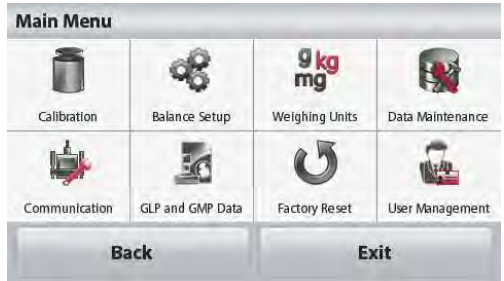 Main Menu
g kg
mg
Calibration
Balance Setup
Weighing Units
Data Maintenance
Communication
GLP and GMP Data
Factory Reset
User Management
Back
Exit